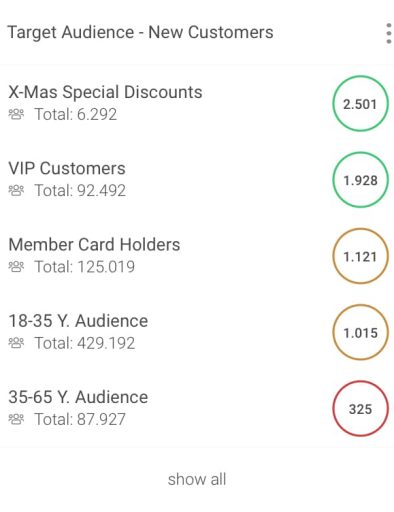 Target Audience - New Customers
X-Mas Special Discounts
2.501
Total: 6.292
VIP Customers
1.928
Total: 92.492
Member Card Holders
1.121
Total: 125.019
18-35 Y. Audience
1.015
Total: 429.192
35-65 Y. Audience
325
Total: 87.927
show all